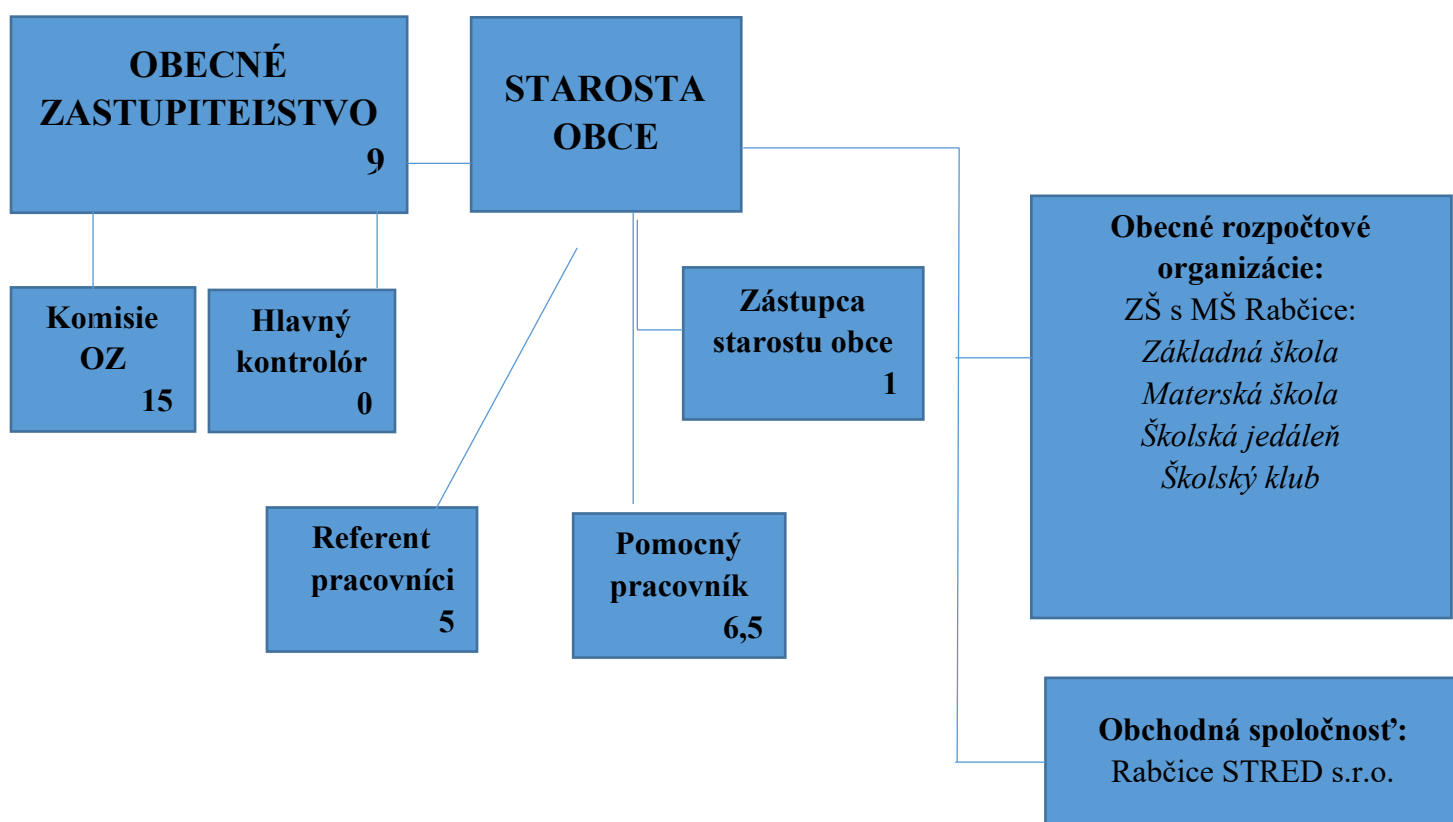 OBECNÉ
ZASTUPITEĽSTVO
9
STAROSTA
OBCE
Komisie
OZ
15
Hlavný
kontrolór
0
Zástupca
starostu obce
1
Referent
pracovníci
5
Pomocný
pracovník
6,5
Obecné rozpočtové
organizácie:
ZŠ s MŠ Rabčice:
Základná škola
Materská škola
Školská jedáleň
Školský klub
Obchodná spoločnosť:
Rabčice STRED s.r.o.